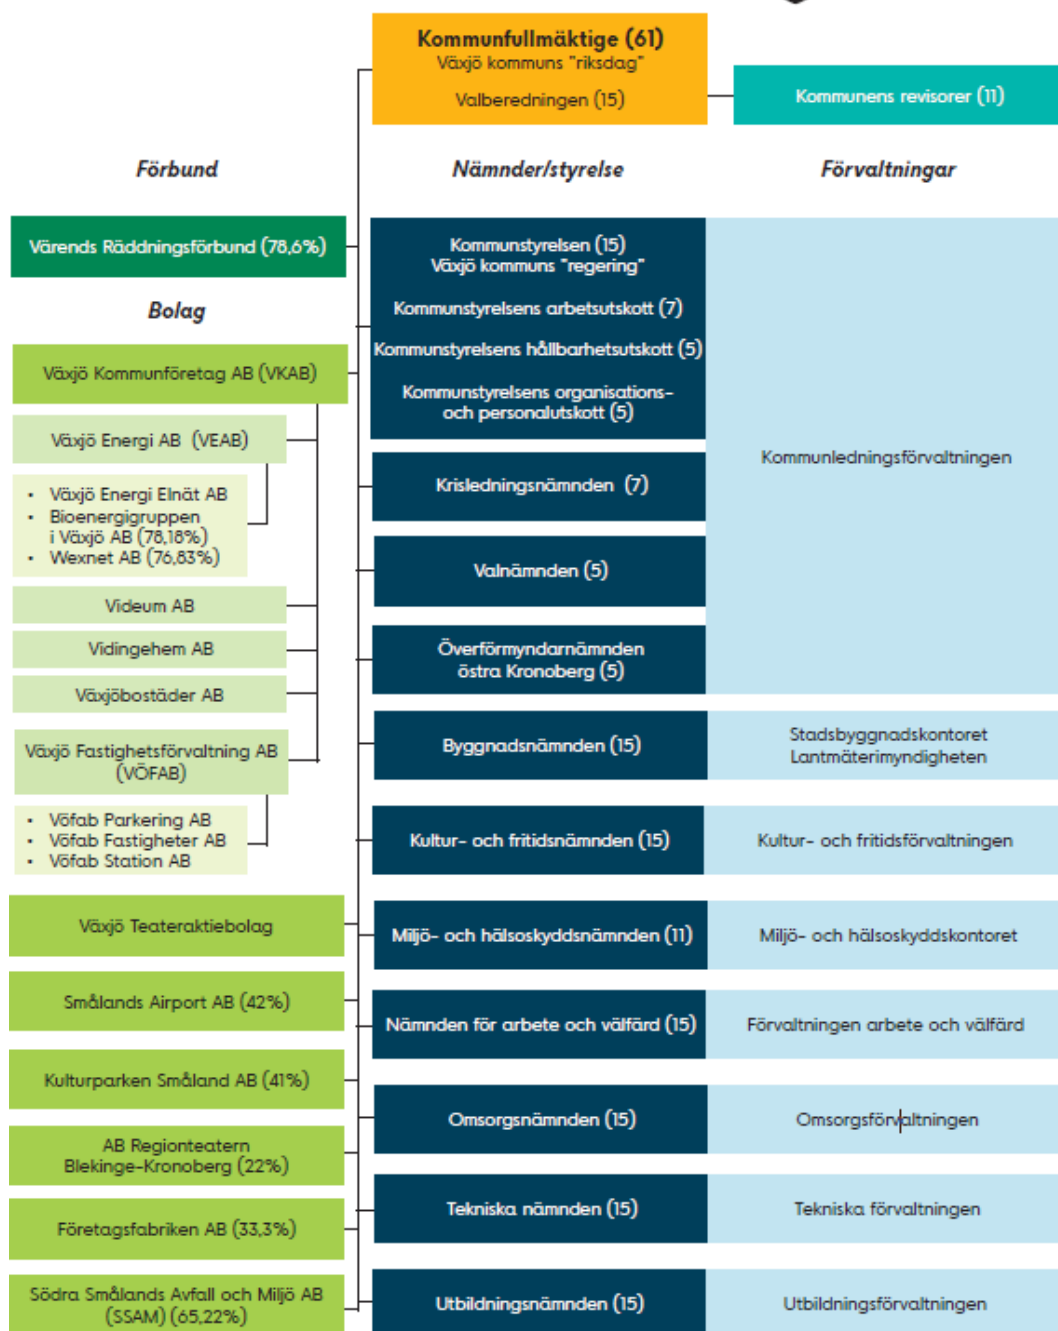 Kommunfullmäktige (61)
Växjö kommuns "riksdag"
Valberedningen (15)
Kommunens revisorer (11)
Förbund
Värends Räddningsförbund (78,6%)
Bolag
Växjö Kommunföretag AB (VKAB)
Växjö Energi AB (VEAB)
• Växjö Energi Elnät AB
• Bioenergigruppen
i Växjö AB (78,18%)
• Wexnet AB (76,83%)
Videum AB
Vidingehem AB
Växjöbostäder AB
Växjö Fastighetsförvaltning AB
(VÖFAB)
• Vöfab Parkering AB
• Vöfab Fastigheter AB
• Vöfab Station AB
Växjö Teateraktiebolag
Smålands Airport AB (42%)
Kulturparken Småland AB (41%)
AB Regionteatern
Blekinge-Kronoberg (22%)
Företagsfabriken AB (33,3%)
Södra Smålands Avfall och Miljö AB
(SSAM) (65,22%)
Nämnder/styrelse
Kommunstyrelsen (15)
Växjö kommuns "regering"
Kommunstyrelsens arbetsutskott (7)
Kommunstyrelsens hållbarhetsutskott (5)
Kommunstyrelsens organisations-
och personalutskott (5)
Krisledningsnämnden (7)
Valnämnden (5)
Överförmyndarnämnden
östra Kronoberg (5)
Byggnadsnämnden (15)
Kultur- och fritidsnämnden (15)
Miljö- och hälsoskyddsnämnden (11)
Nämnden för arbete och välfärd (15)
Omsorgsnämnden (15)
Tekniska nämnden (15)
Utbildningsnämnden (15)
Förvaltningar
Kommunledningsförvaltningen
Stadsbyggnadskontoret
Lantmäterimyndigheten
Kultur- och fritidsförvaltningen
Miljö- och hälsoskyddskontoret
Förvaltningen arbete och välfärd
Omsorgsförvaltningen
Tekniska förvaltningen
Utbildningsförvaltningen